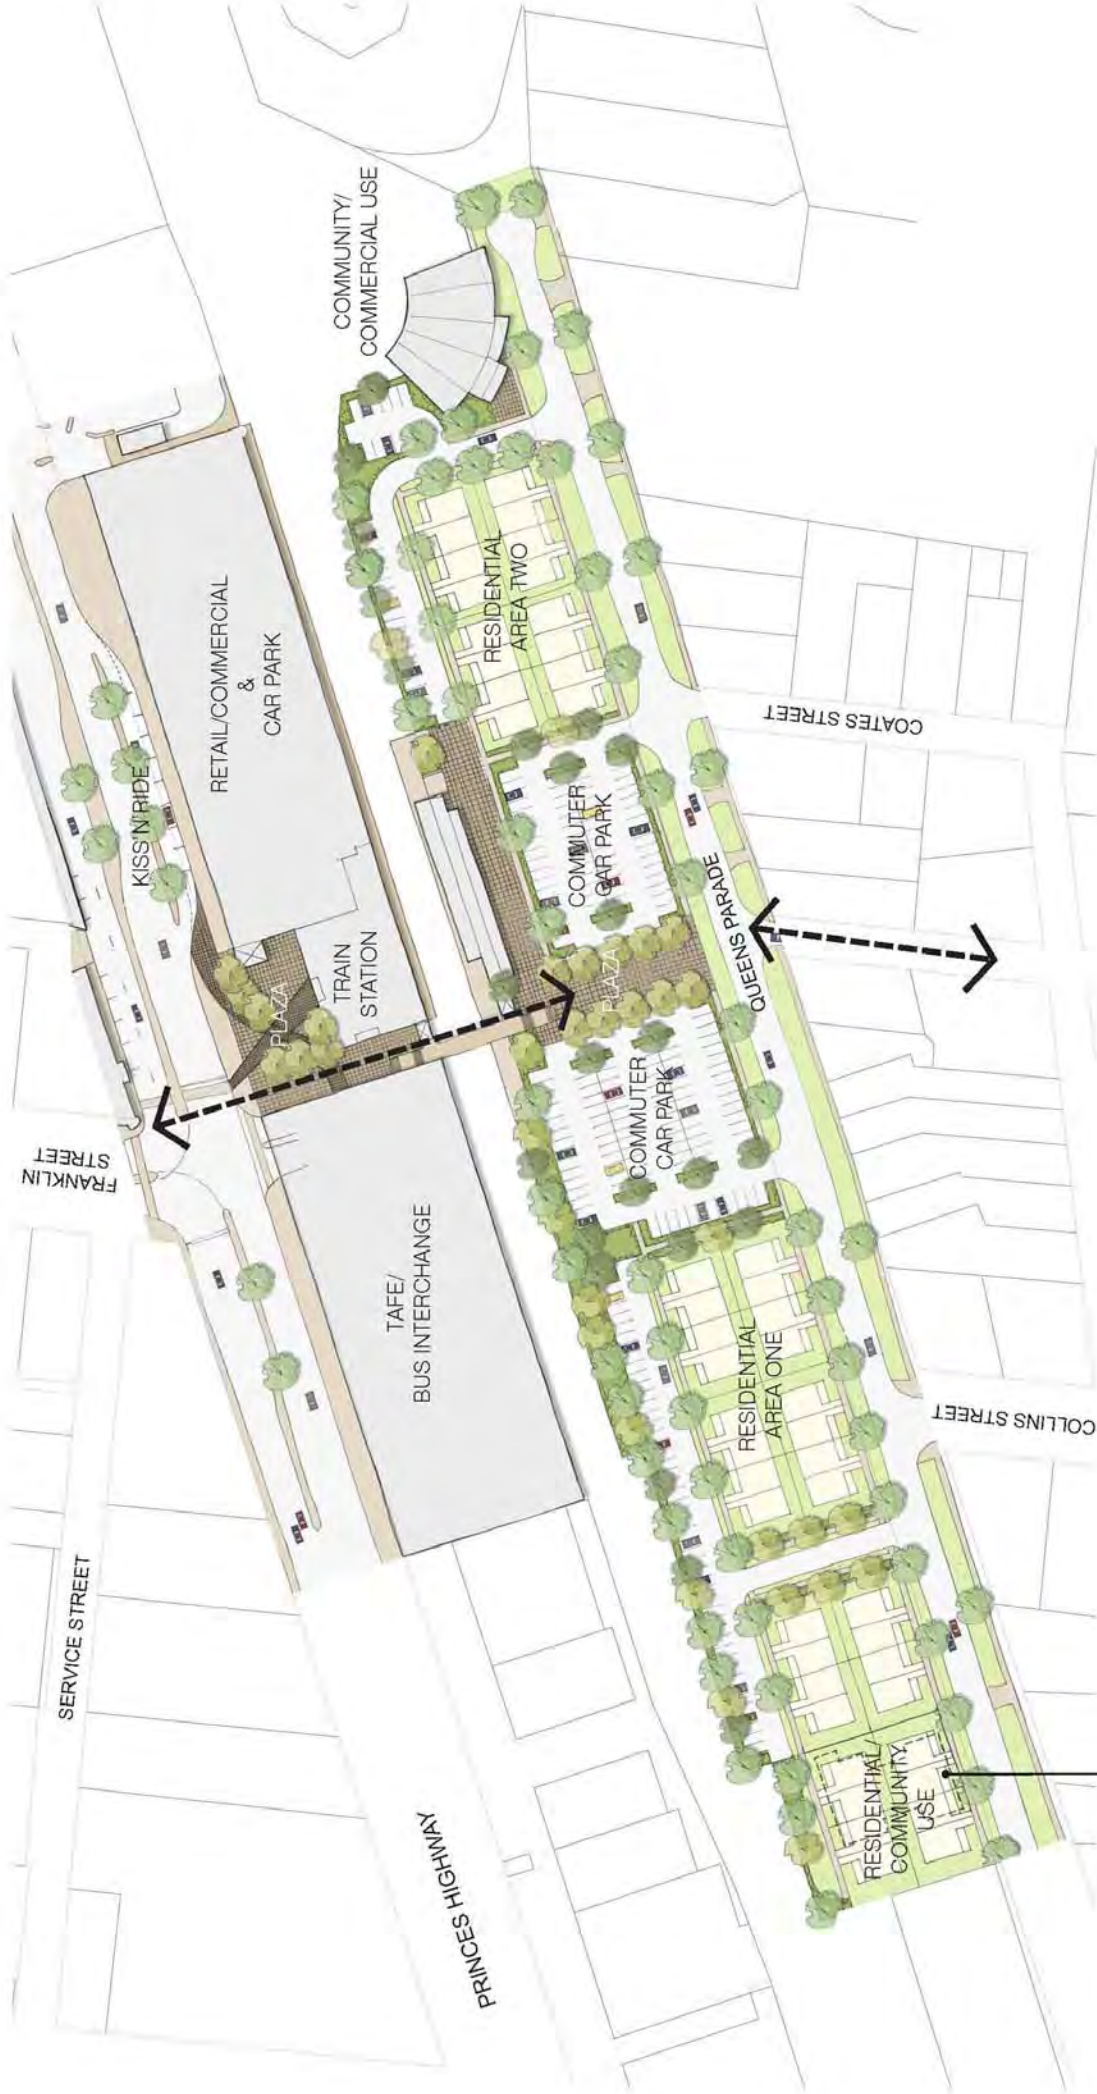 COMMUNITY/
COMMERCIAL USE
RETAIL/COMMERCIAL
&
CAR PARK
KISS'N'RIDE
RESIDENTIAL
AREA TWO
COATES STREET
COMMUTER
CAR PARK
QUEENS PARADE
TRAIN
STATION
PLAZA
PLAZA
FRANKLIN
STREET
COMMUTER
CAR PARK
TAFE/
BUS INTERCHANGE
RESIDENTIAL
AREA ONE
COLLINS STREET
SERVICE STREET
PRINCES HIGHWAY
RESIDENTIAL/
COMMUNITY
USE